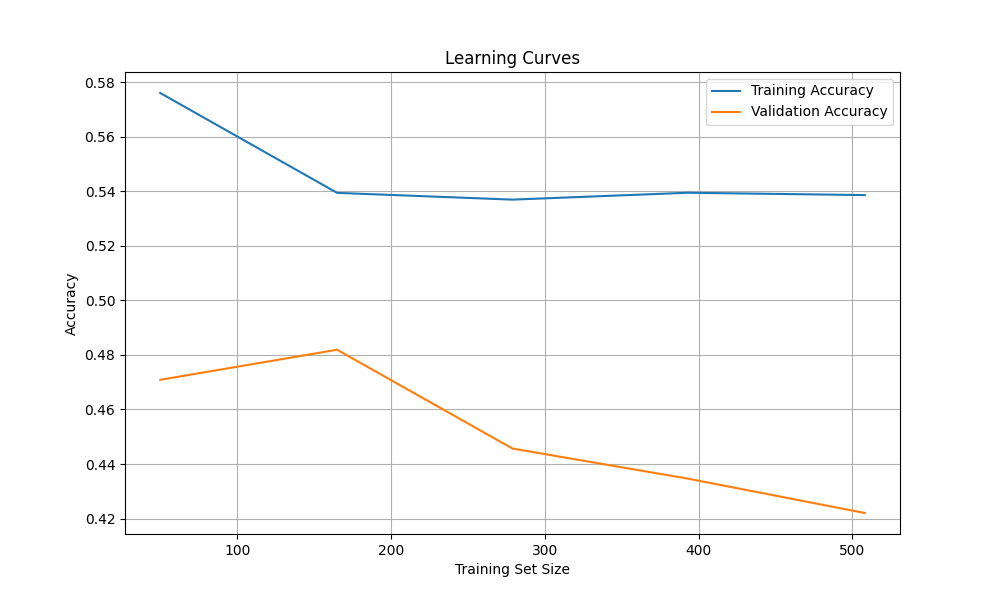 Learning Curves
Training Accuracy
Validation Accuracy
0.58
0.56
0.54
0.52
0.50
0.48
0.46
0.44
0.42
Accuracy
100
200
300
400
500
Training Set Size